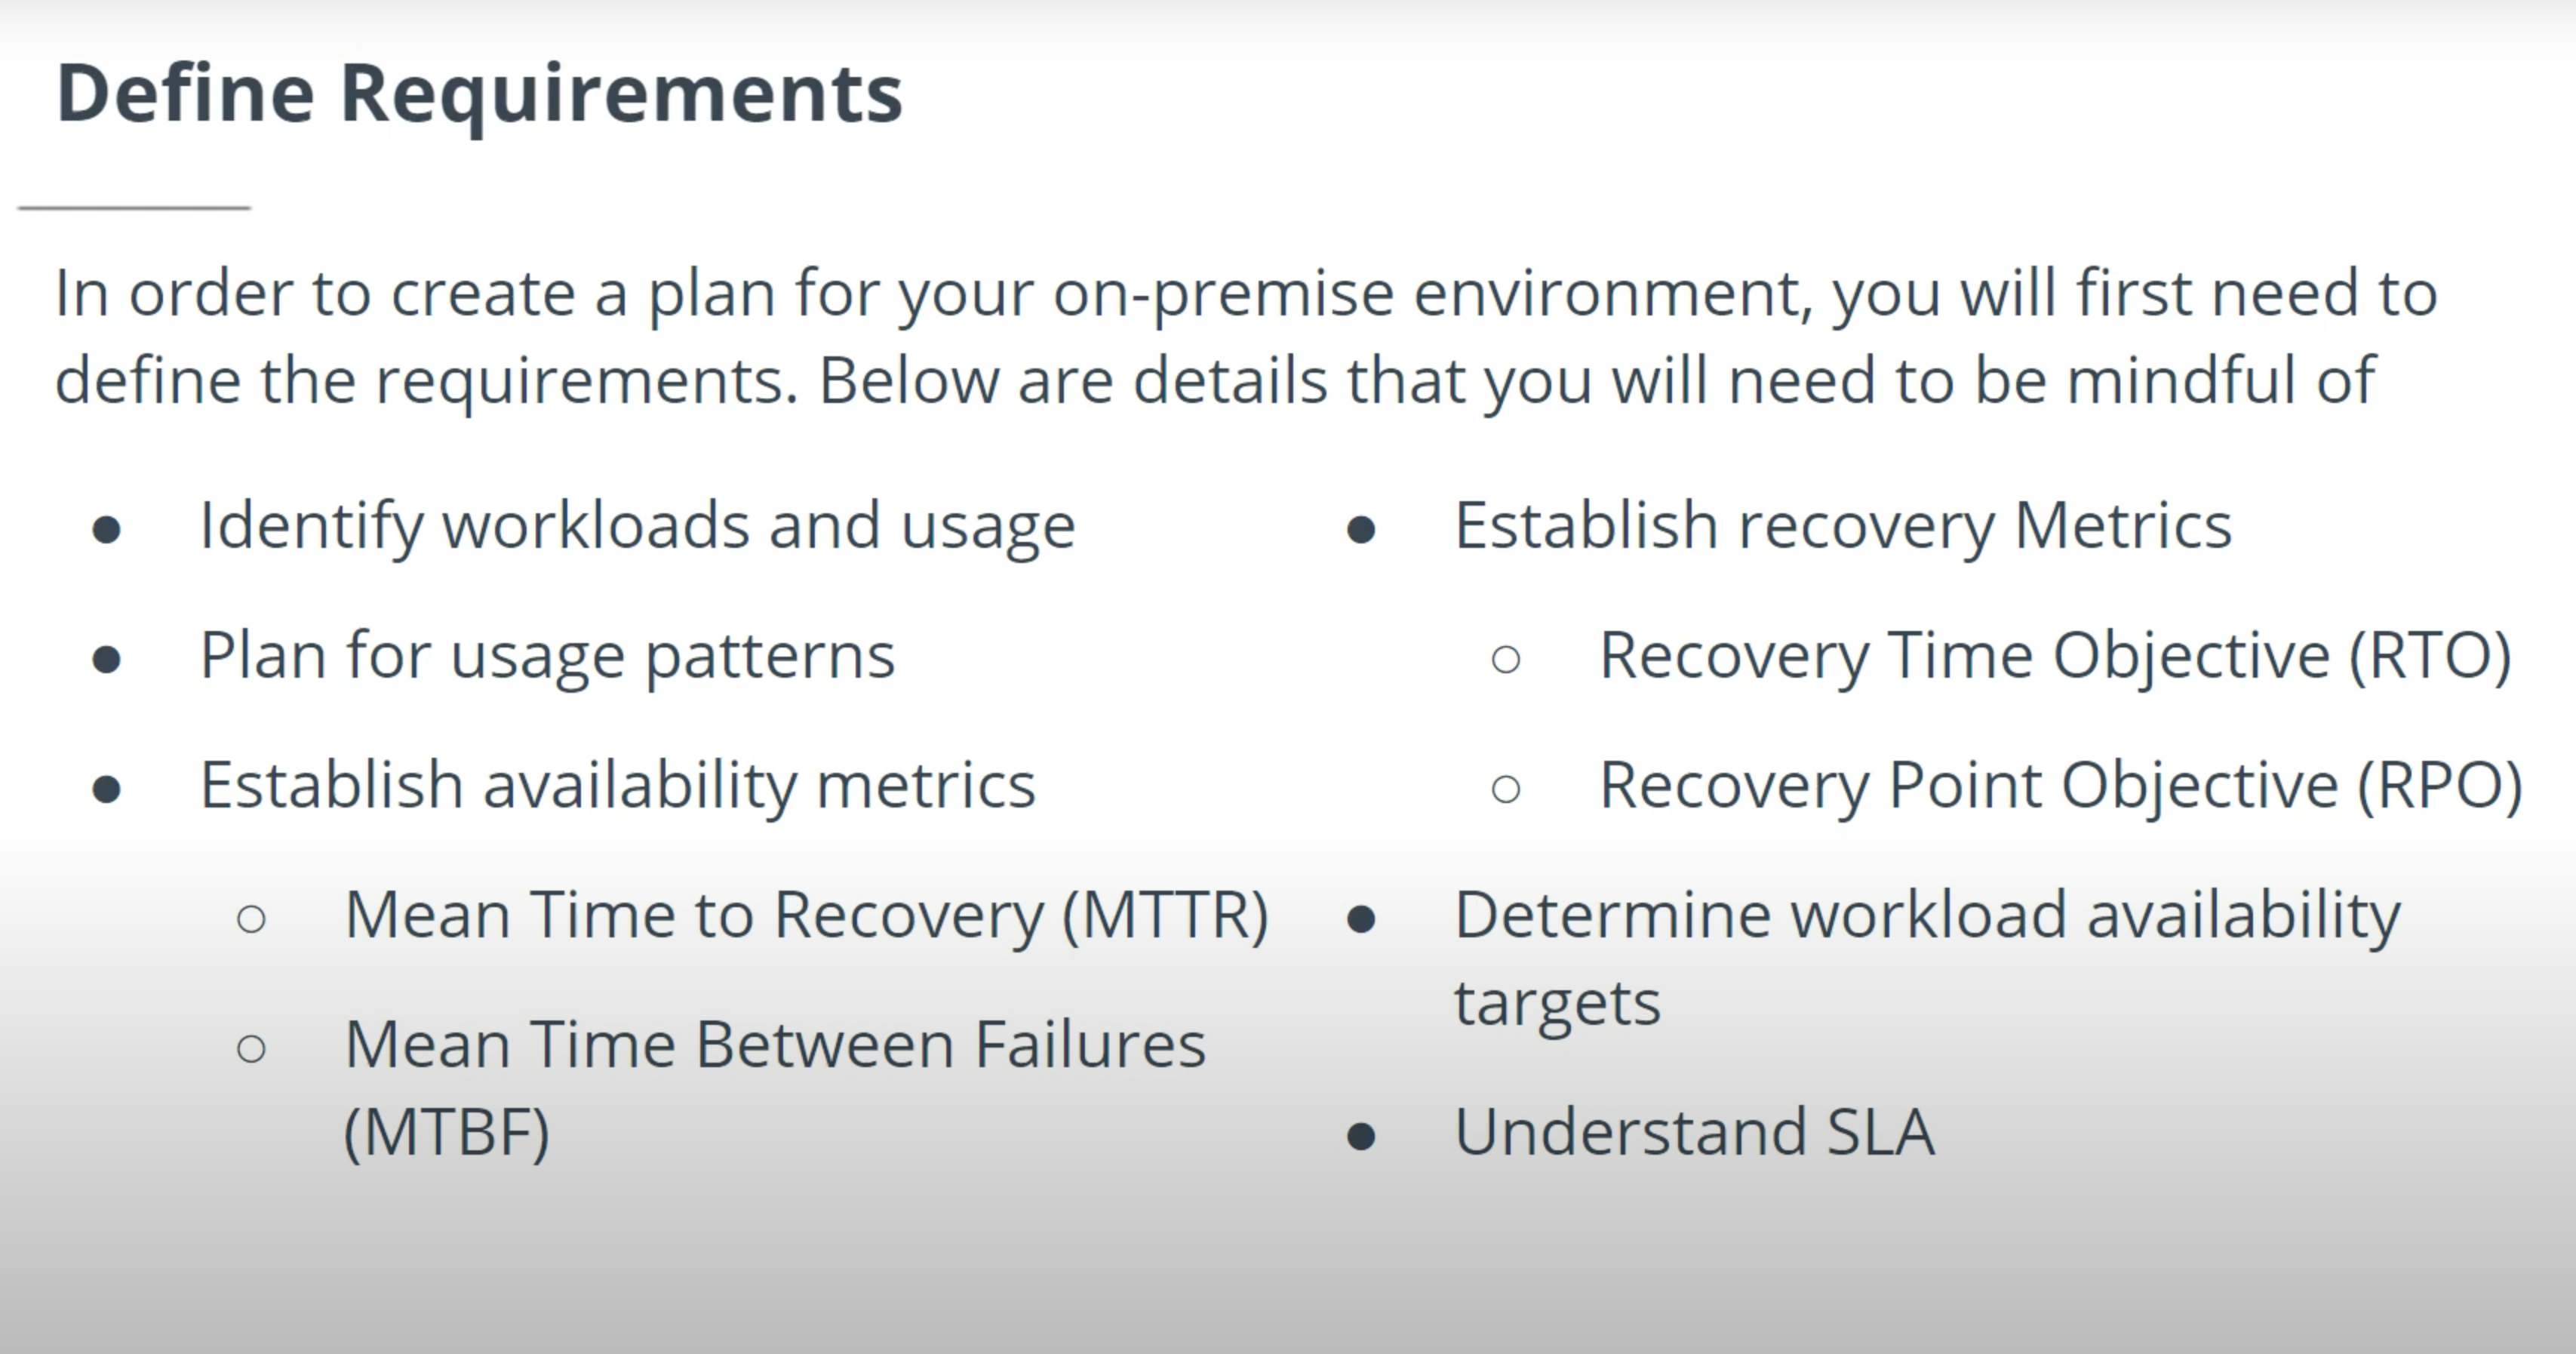 Define Requirements
In order to create a plan for your on-premise environment, you will first need to
define the requirements. Below are details that you will need to be mindful of
● Identify workloads and usage
● Plan for usage patterns
● Establish availability metrics
○ Mean Time to Recovery (MTTR)
○ Mean Time Between Failures
(MTBF)
● Establish recovery Metrics
○ Recovery Time Objective (RTO)
○ Recovery Point Objective (RPO)
● Determine workload availability
targets
● Understand SLA